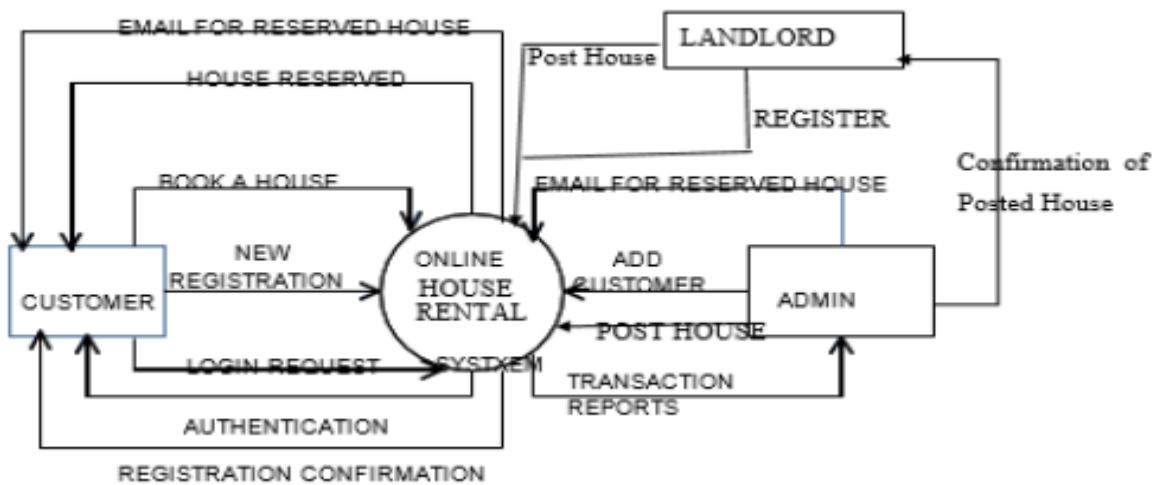 EMAIL FOR RESERVED HOUSE
LANDLORD
Post House
HOUSE RESERVED
REGISTER
Confirmation of
Posted House
BOOK A HOUSE
EMAIL FOR RESERVED HOUSE
NEW
REGISTRATION
ONLINE
HOUSE
RENTAL
SYSTXEM
ADD
CUSTOMER
CUSTOMER
ADMIN
POST HOUSE
LOGIN REQUEST
TRANSACTION
REPORTS
AUTHENTICATION
REGISTRATION CONFIRMATION